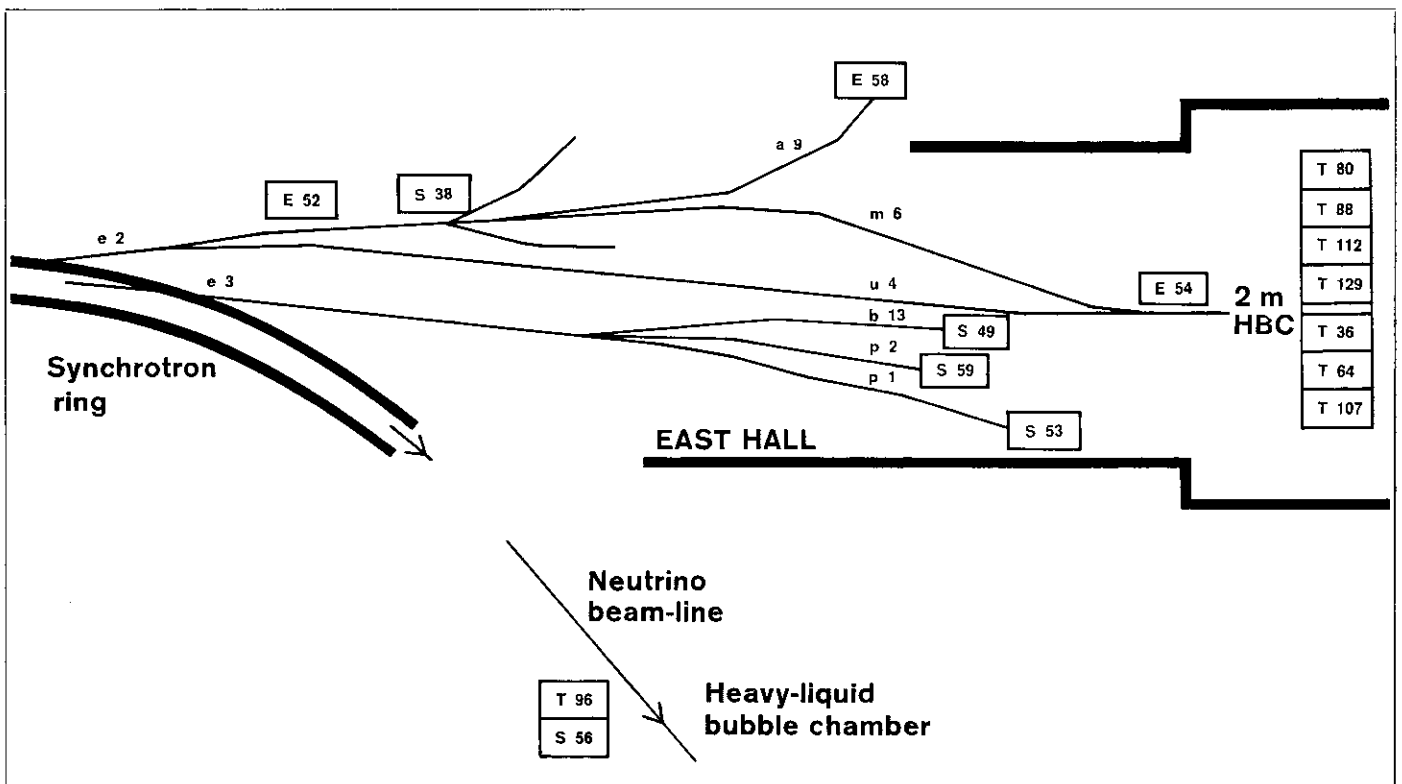 E 58
a 9
T 80
E 52
S 38
T 88
m 6
e 2
T 112
e 3
u 4
E 54
T 129
2 m
HBC
b 13
S 49
T 36
p 2
S 59
T 64
Synchrotron
ring
p 1
T 107
S 53
EAST HALL
Neutrino
beam-line
T 96
S 56
Heavy-liquid
bubble chamber